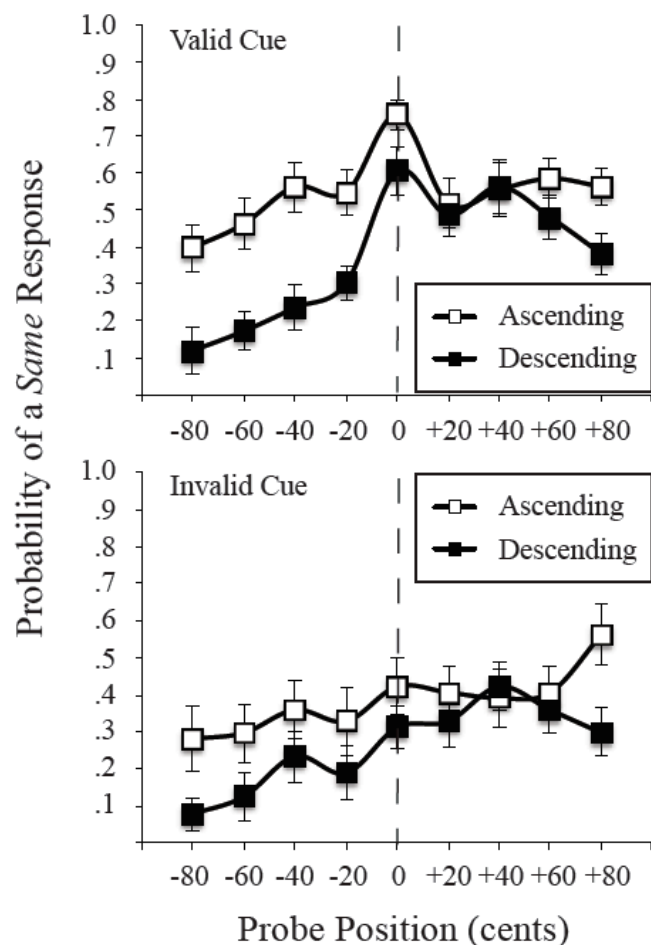 Probability of a Same Response
Valid Cue
1.0
.9
.8
.7
.6
.5
.4
.3
.2
.1
Ascending
Descending
-80 -60 -40 -20 0 +20 +40 +60 +80
Invalid Cue
1.0
.9
.8
.7
.6
.5
.4
.3
.2
.1
Ascending
Descending
-80 -60 -40 -20 0 +20 +40 +60 +80
Probe Position (cents)